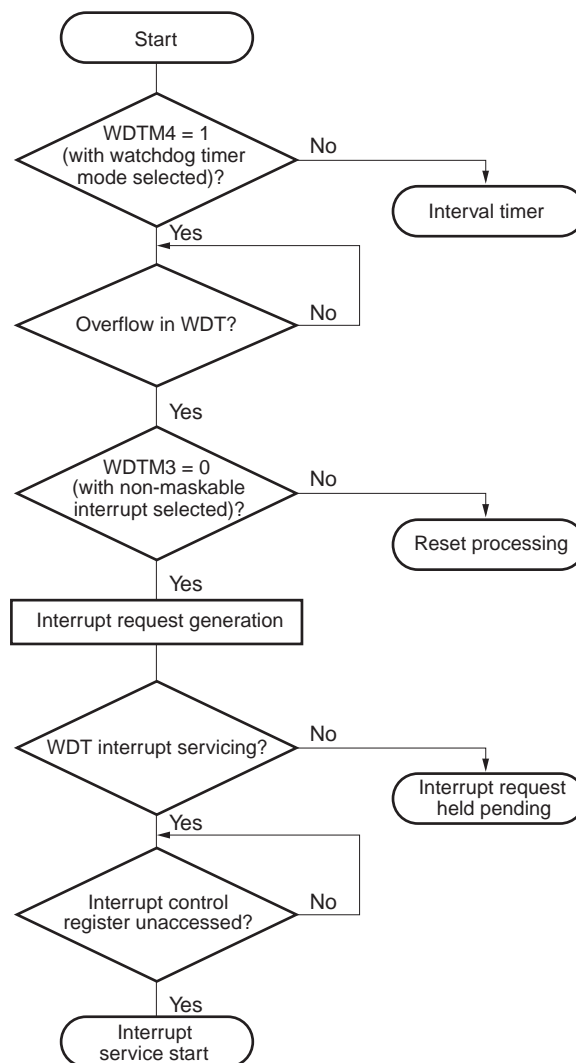 Start
WDTM4 = 1
(with watchdog timer
mode selected)?
No
Interval timer
Yes
Overflow in WDT?
No
Yes
WDTM3 = 0
(with non-maskable
interrupt selected)?
No
Reset processing
Yes
Interrupt request generation
WDT interrupt servicing?
No
Interrupt request
held pending
Yes
Interrupt control
register unaccessed?
No
Yes
Interrupt
service start